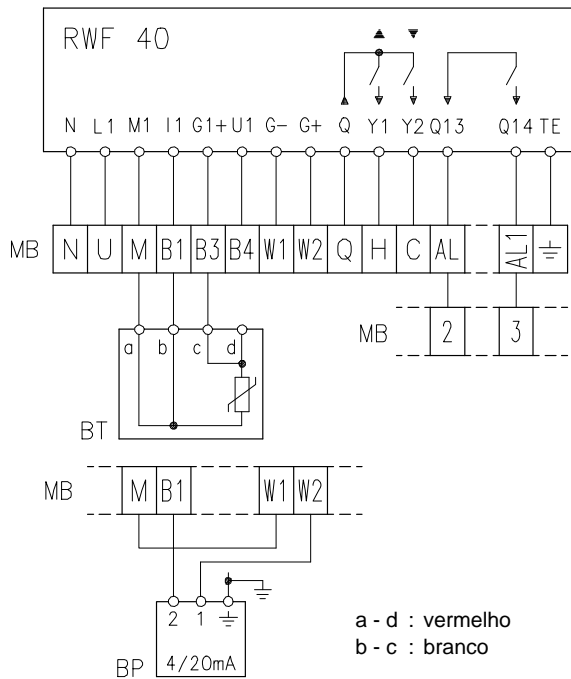 RWF 40
N L1 M1 I1 G1+ U1 G- G+ Q Y1 Y2 Q13 Q14 TE
MB N U M B1 B3 B4 W1 W2 Q H C AL AL1
MB 2 3
a b c d
BT
MB M B1 W1 W2
2 1
BP 4/20mA
a - d : vermelho
b - c : branco